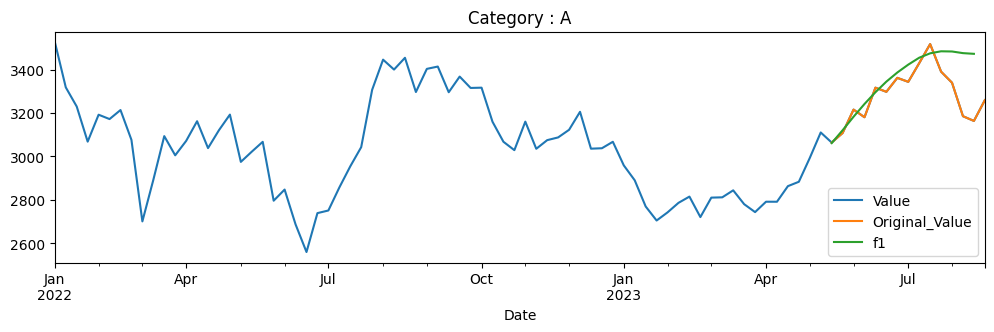 Category : A
3400
3200
3000
2800
2600
Value
Original_Value
f1
Jan Apr Jul Oct Jan Apr Jul
2022 2023
Date